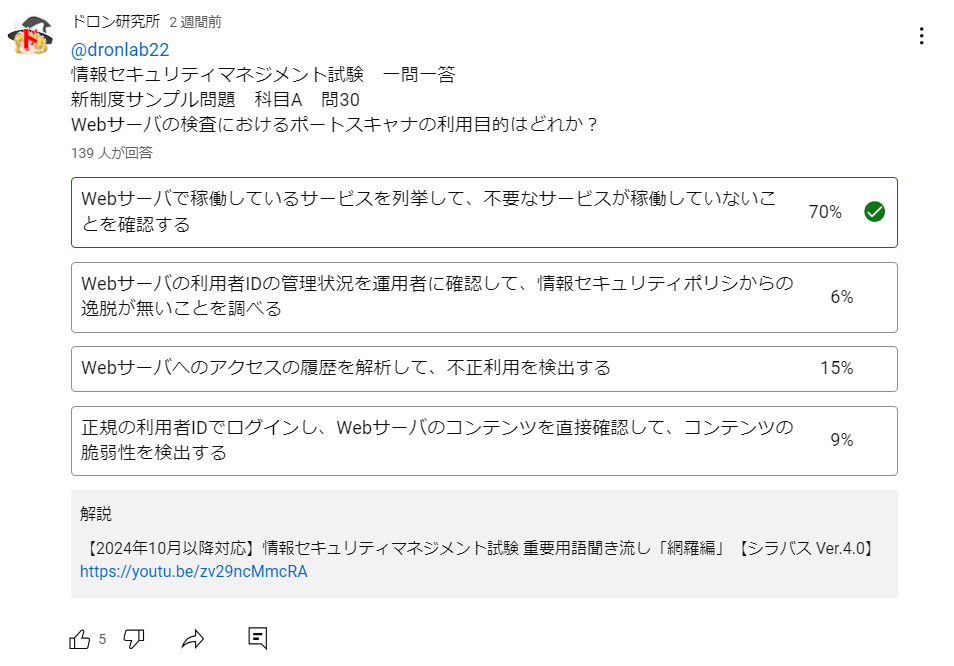 ドロン研究所 2 週間前
@dronlab22
情報セキュリティマネジメント試験　一問一答
新制度サンプル問題　科目A　問30
Webサーバの検査におけるポートスキャナの利用目的はどれか？
139 人が回答
Webサーバで稼働しているサービスを列挙して、不要なサービスが稼働していないこ
とを確認する
70%
Webサーバの利用者IDの管理状況を運用者に確認して、情報セキュリティポリシからの
逸脱が無いことを調べる
6%
Webサーバへのアクセスの履歴を解析して、不正利用を検出する
15%
正規の利用者IDでログインし、Webサーバのコンテンツを直接確認して、コンテンツの
脆弱性を検出する
9%
解説
【2024年10月以降対応】情報セキュリティマネジメント試験 重要用語聞き流し「網羅編」【シラバス Ver.4.0】
https://youtu.be/zv29ncMmcRA
5